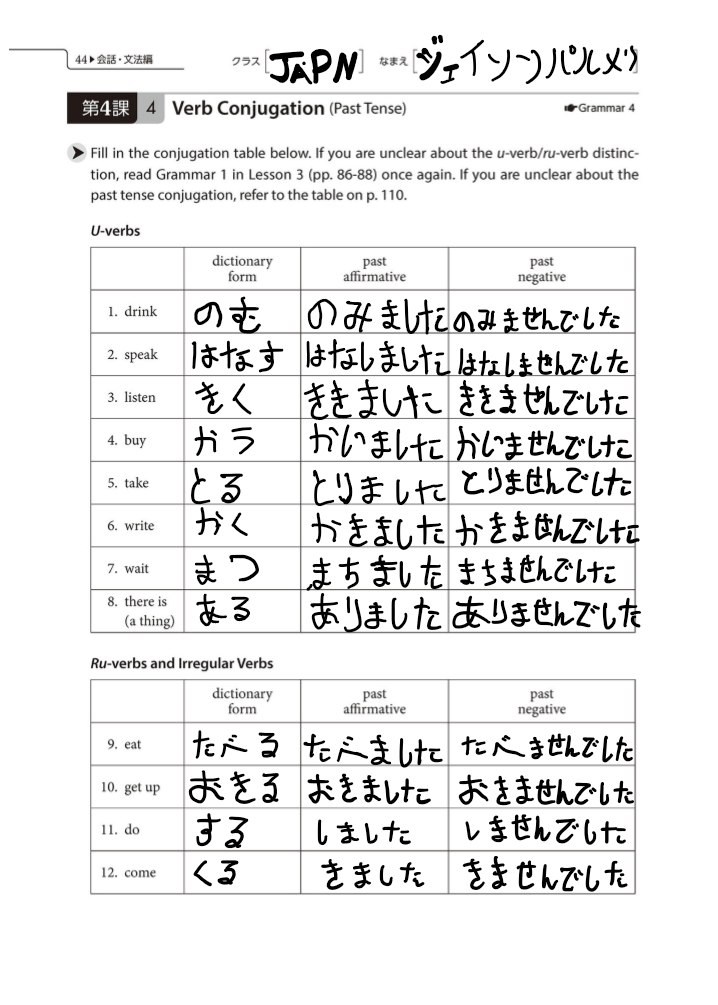 44▶会話・文法編 クラス [JAPN] なまえ [ジェイソンパルメリ
第4課 4 Verb Conjugation (Past Tense) ☛Grammar 4
➤ Fill in the conjugation table below. If you are unclear about the u-verb/ru-verb distinc-
tion, read Grammar 1 in Lesson 3 (pp. 86-88) once again. If you are unclear about the
past tense conjugation, refer to the table on p. 110.
U-verbs
dictionary form past affirmative past negative
1. drink のむ のみました のみませんでした
2. speak はなす はなしました はなしませんでした
3. listen きく ききました ききませんでした
4. buy かう かいました かいませんでした
5. take とる とりました とりませんでした
6. write かく かきました かきませんでした
7. wait まつ まちました まちませんでした
8. there is (a thing) ある ありました ありませんでした
Ru-verbs and Irregular Verbs
dictionary form past affirmative past negative
9. eat たべる たべました たべませんでした
10. get up おきる おきました おきませんでした
11. do する しました しませんでした
12. come くる きました きませんでした